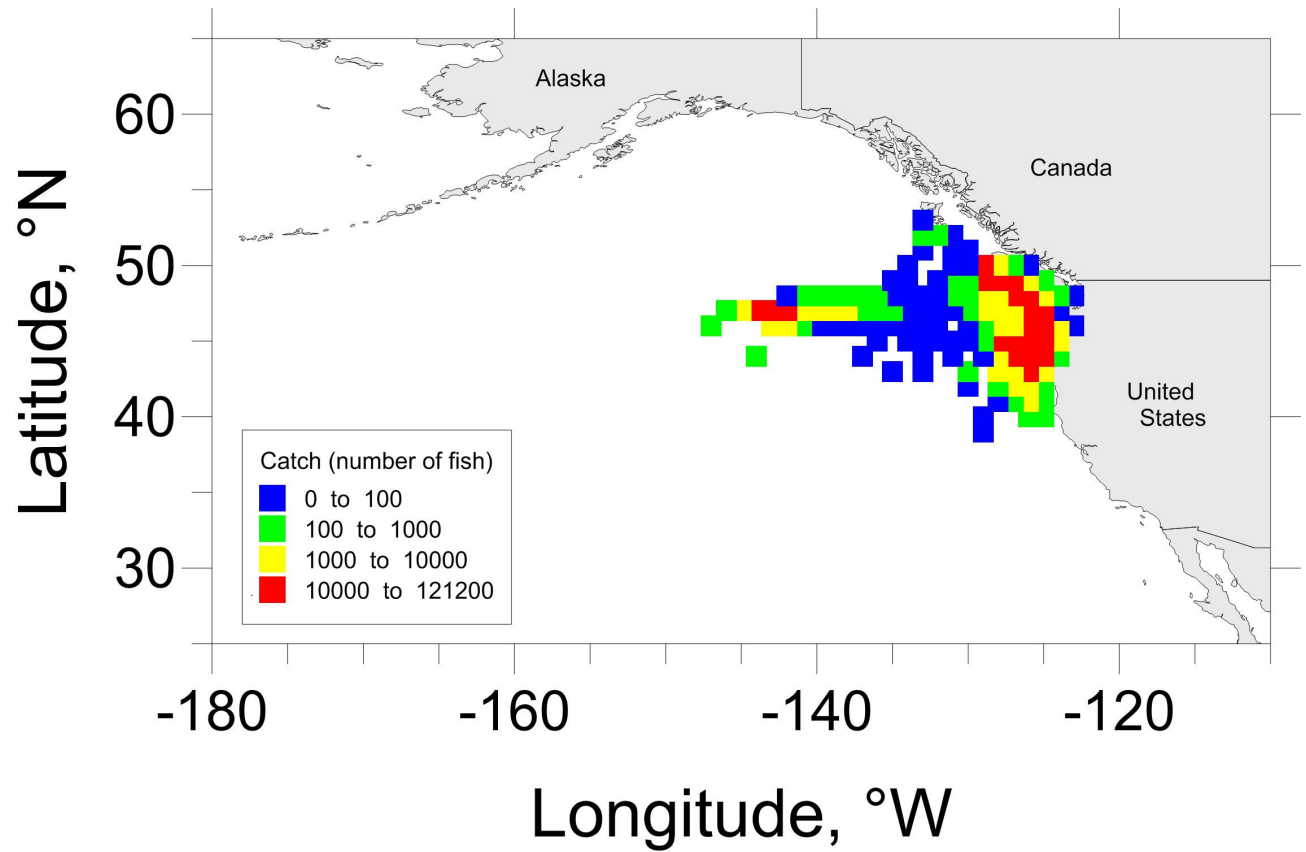 Alaska
60
Canada
50
Latitude, °N
40
United
States
Catch (number of fish)
0 to 100
100 to 1000
1000 to 10000
10000 to 121200
30
-180
-160
-140
-120
Longitude, °W